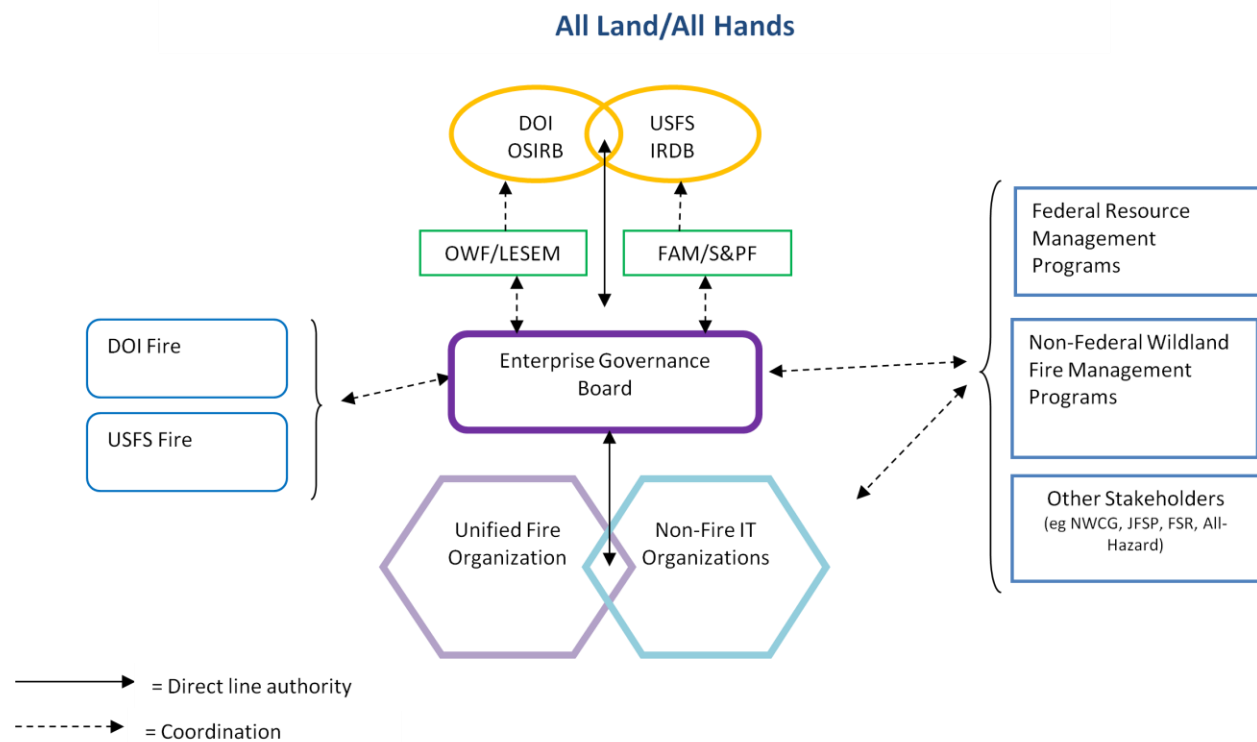 All Land/All Hands
DOI
OSIRB
USFS
IRDB
OWF/LESEM
FAM/S&PF
Federal Resource
Management
Programs
DOI Fire
Enterprise Governance
Board
Non-Federal Wildland
Fire Management
Programs
USFS Fire
Unified Fire
Organization
Non-Fire IT
Organizations
Other Stakeholders
(eg NWCG, JFSP, FSR, All-
Hazard)
= Direct line authority
= Coordination